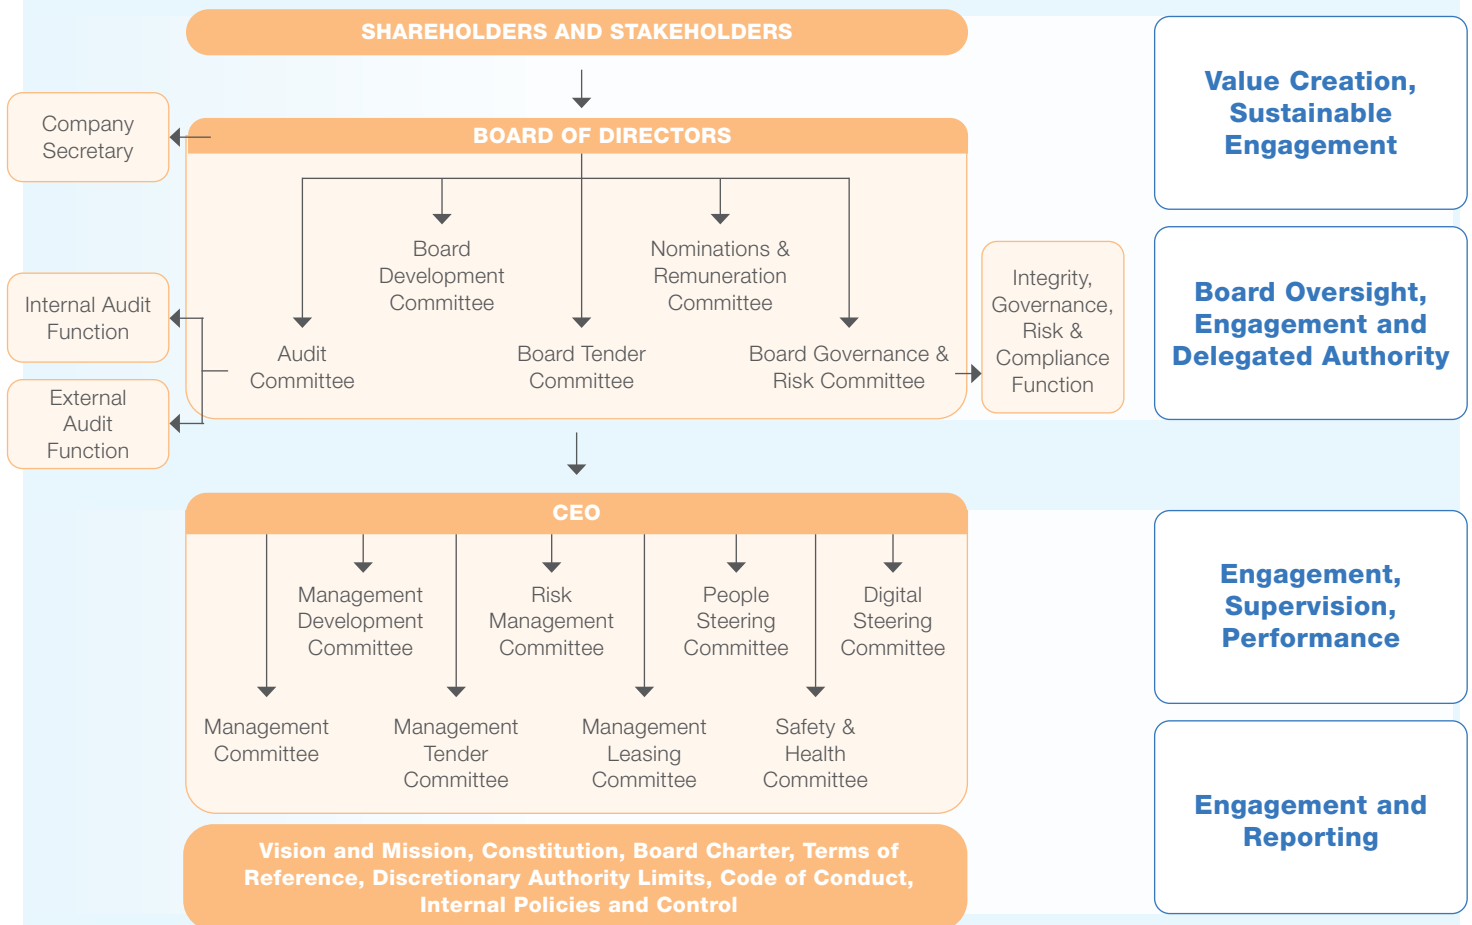 SHAREHOLDERS AND STAKEHOLDERS
Value Creation,
Sustainable
Engagement
Company
Secretary
BOARD OF DIRECTORS
Board
Development
Committee
Nominations &
Remuneration
Committee
Audit
Committee
Board Tender
Committee
Board Governance &
Risk Committee
Internal Audit
Function
External
Audit
Function
Integrity,
Governance,
Risk &
Compliance
Function
Board Oversight,
Engagement and
Delegated Authority
CEO
Management
Development
Committee
Risk
Management
Committee
People
Steering
Committee
Digital
Steering
Committee
Management
Committee
Management
Tender
Committee
Management
Leasing
Committee
Safety &
Health
Committee
Engagement,
Supervision,
Performance
Engagement and
Reporting
Vision and Mission, Constitution, Board Charter, Terms of
Reference, Discretionary Authority Limits, Code of Conduct,
Internal Policies and Control